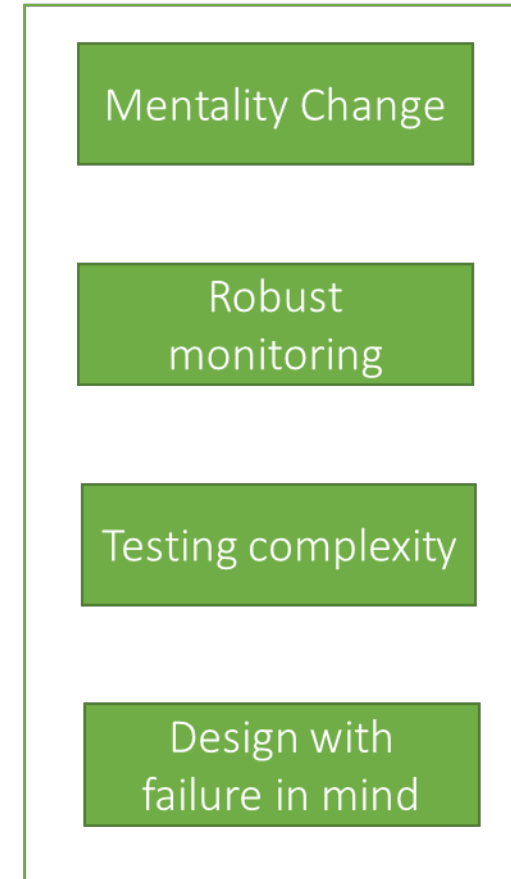 Mentality Change
Robust
monitoring
Testing complexity
Design with
failure in mind